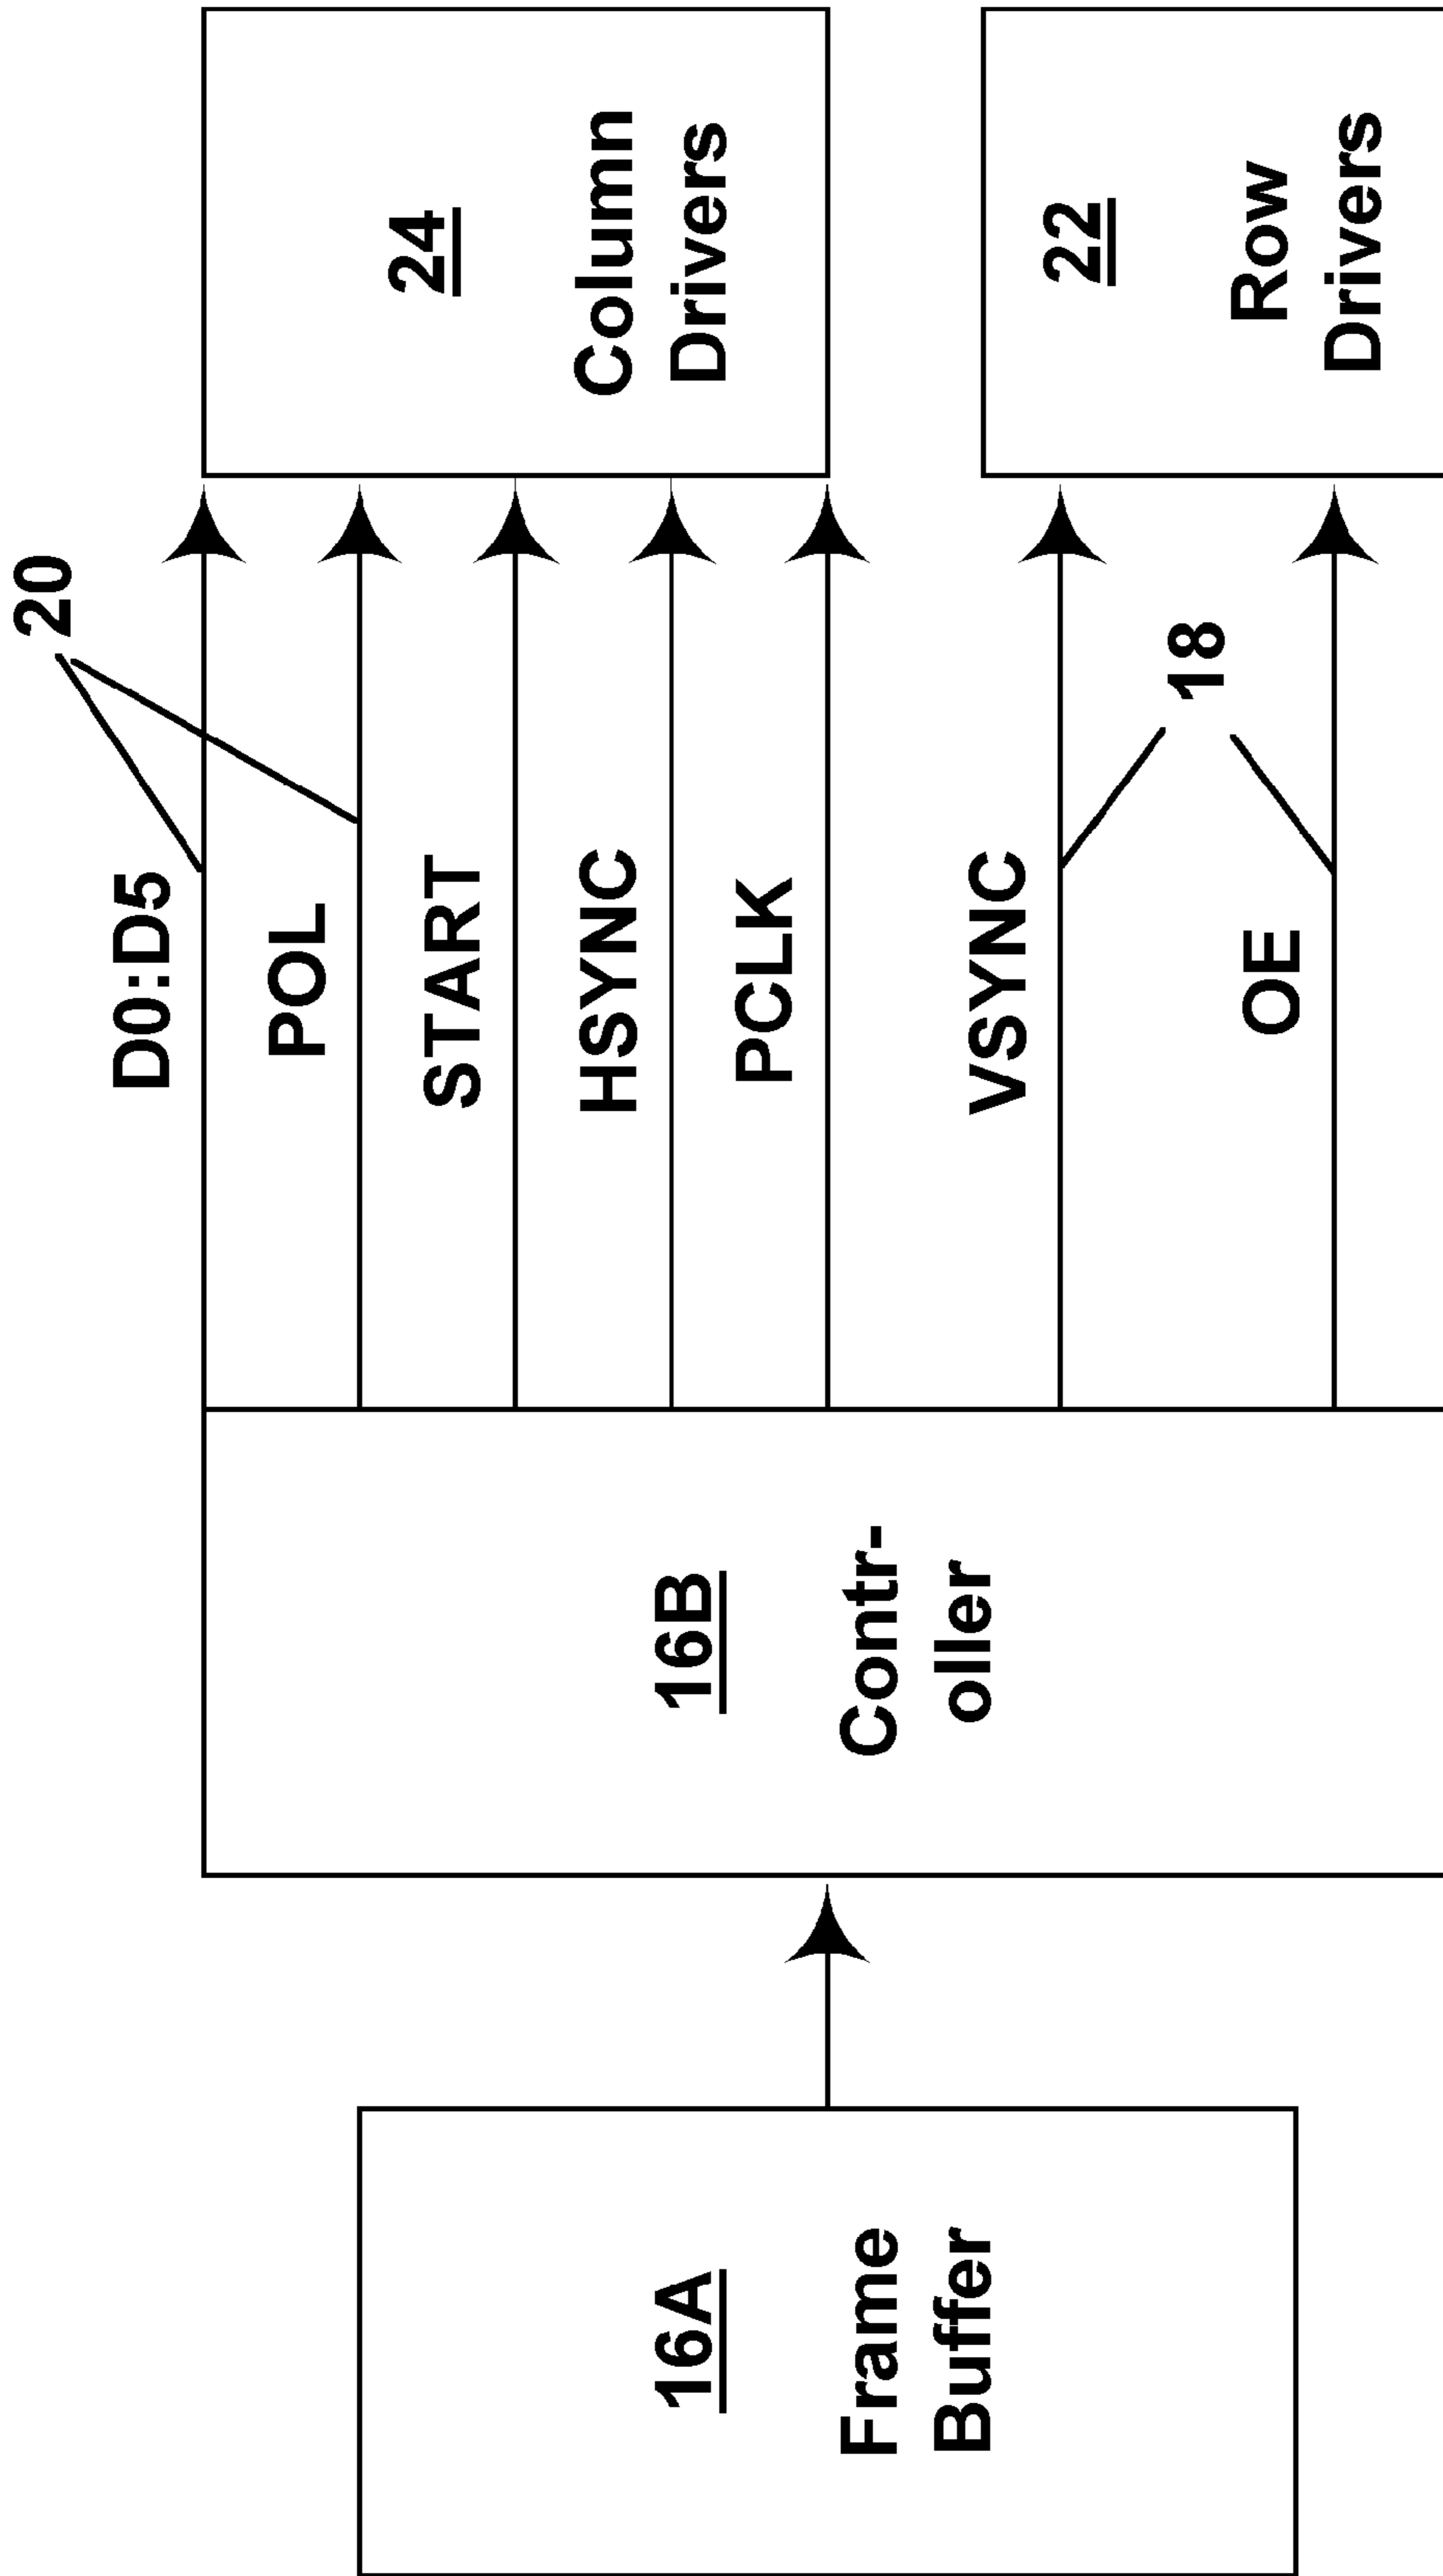 20
D0:D5
POL
START
HSYNC
PCLK
VSYNC
18
OE
16A
Frame
Buffer
16B
Contr-
oller
24
Column
Drivers
22
Row
Drivers